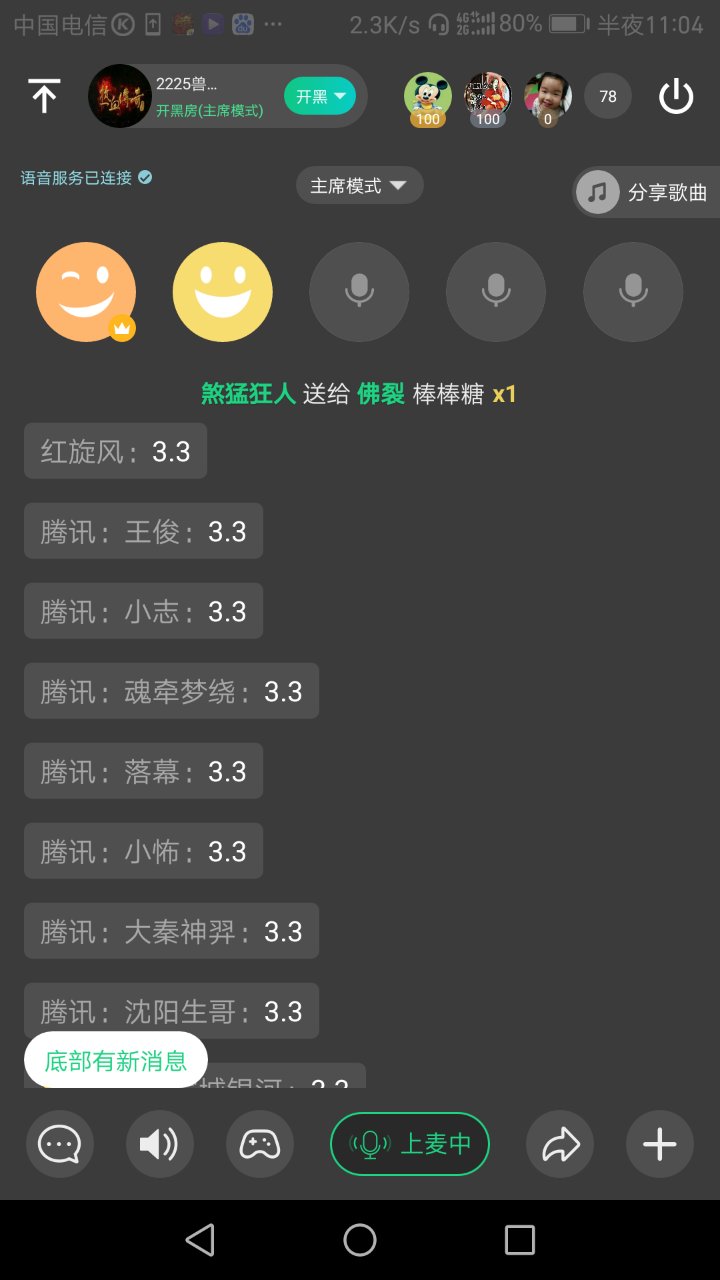 中国电信 2.3K/s 4G 2G 80% 半夜11:04
2225兽...
开黑房(主席模式)
开黑
100
100
0
78
语音服务已连接
主席模式
分享歌曲
煞猛狂人 送给 佛裂 棒棒糖 x1
红旋风: 3.3
腾讯: 王俊: 3.3
腾讯: 小志: 3.3
腾讯: 魂牵梦绕: 3.3
腾讯: 落幕: 3.3
腾讯: 小怖: 3.3
腾讯: 大秦神羿: 3.3
腾讯: 沈阳生哥: 3.3
底部有新消息
城银河: 3.3
上麦中